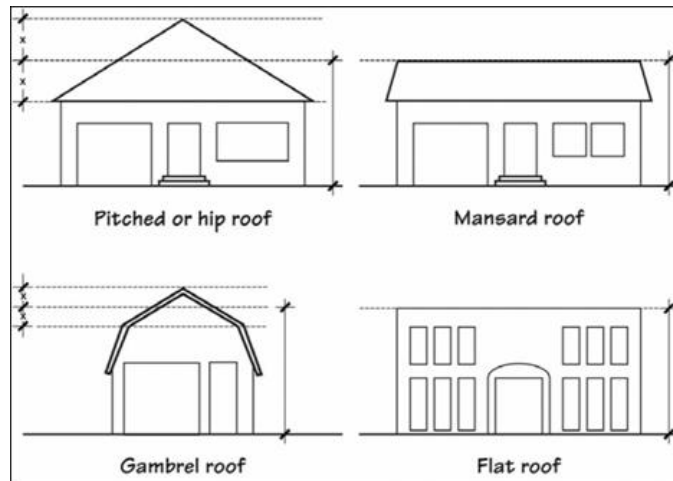 x
x
Pitched or hip roof
Mansard roof
x
x
Gambrel roof
Flat roof